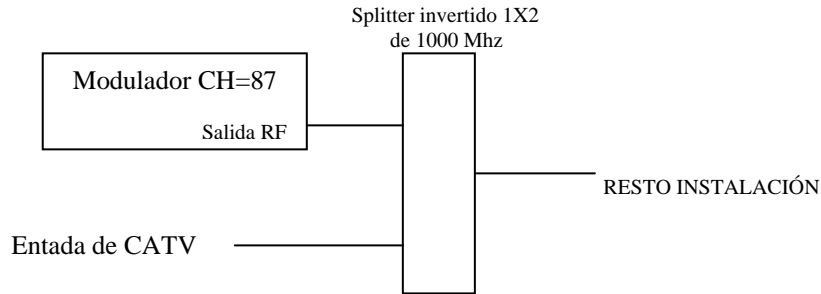 Splitter invertido 1X2
de 1000 Mhz
Modulador CH=87
Salida RF
RESTO INSTALACIÓN
Entada de CATV